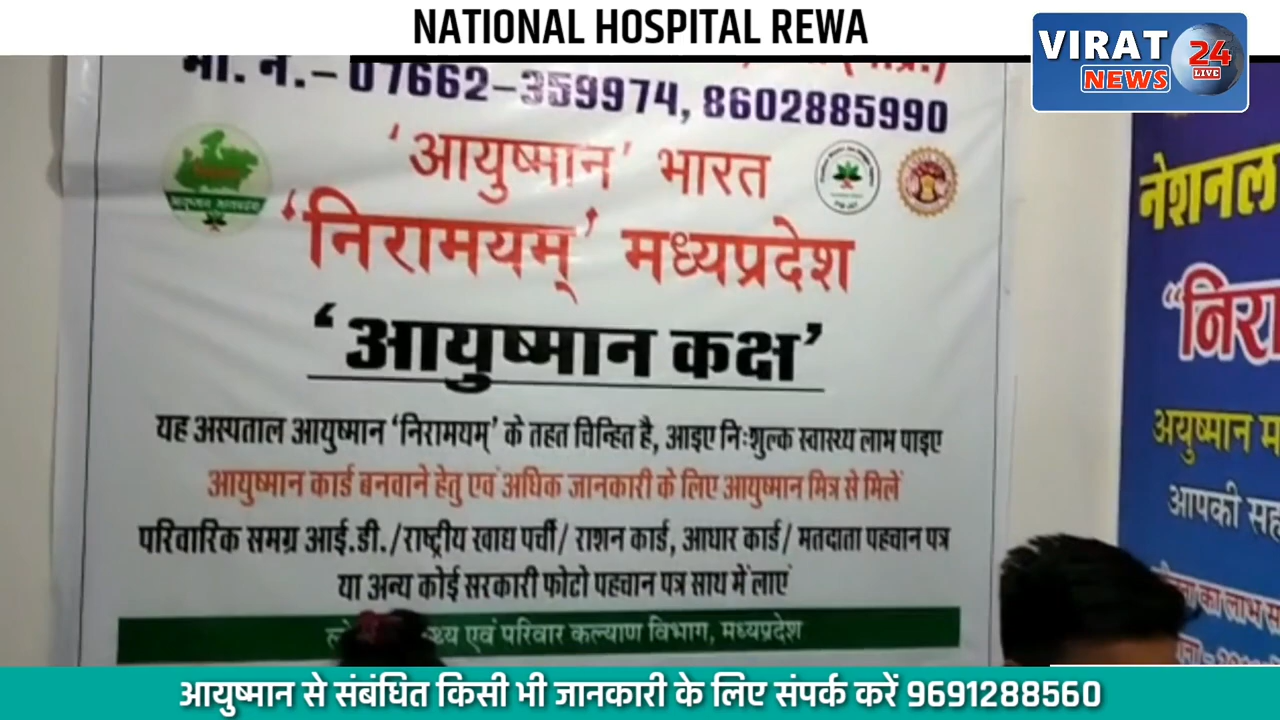 NATIONAL HOSPITAL REWA
VIRAT 24
NEWS LIVE
मो. नं.– 07662–359974, 8602885990
‘आयुष्मान’ भारत
‘निरामयम्’ मध्यप्रदेश
‘आयुष्मान कक्ष’
यह अस्पताल आयुष्मान ‘निरामयम्’ के तहत चिन्हित है, आइए निःशुल्क स्वास्थ्य लाभ पाइए
आयुष्मान कार्ड बनवाने हेतु एवं अधिक जानकारी के लिए आयुष्मान मित्र से मिलें
परिवारिक समग्र आई.डी./राष्ट्रीय खाद्य पर्ची/ राशन कार्ड, आधार कार्ड/ मतदाता पहचान पत्र
या अन्य कोई सरकारी फोटो पहचान पत्र साथ में लाएं
एवं परिवार कल्याण विभाग, मध्यप्रदेश
नेशनल
“निरा
अयुष्मान
आपकी
का लाभ
आयुष्मान से संबंधित किसी भी जानकारी के लिए संपर्क करें 9691288560